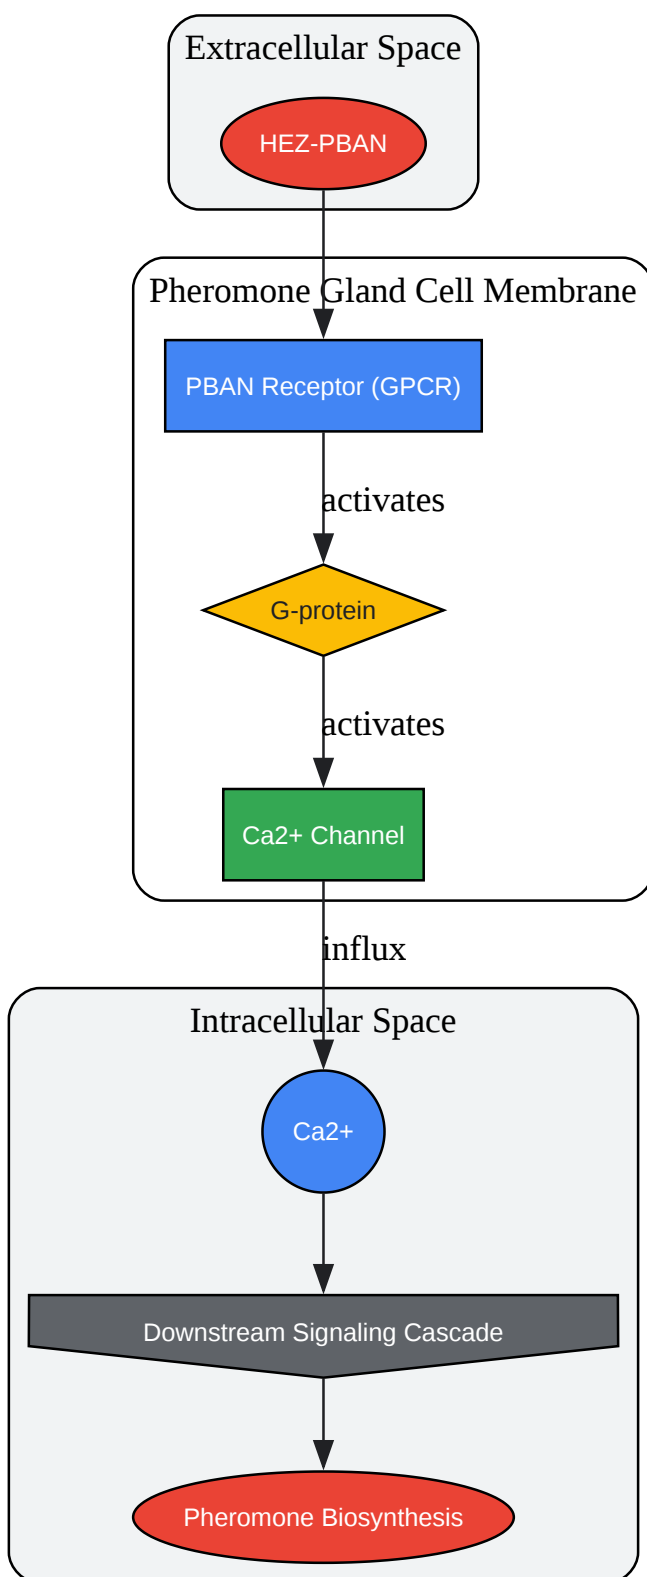 Extracellular Space
HEZ-PBAN
Pheromone Gland Cell Membrane
PBAN Receptor (GPCR)
activates
G-protein
activates
Ca2+ Channel
influx
Intracellular Space
Ca2+
Downstream Signaling Cascade
Pheromone Biosynthesis